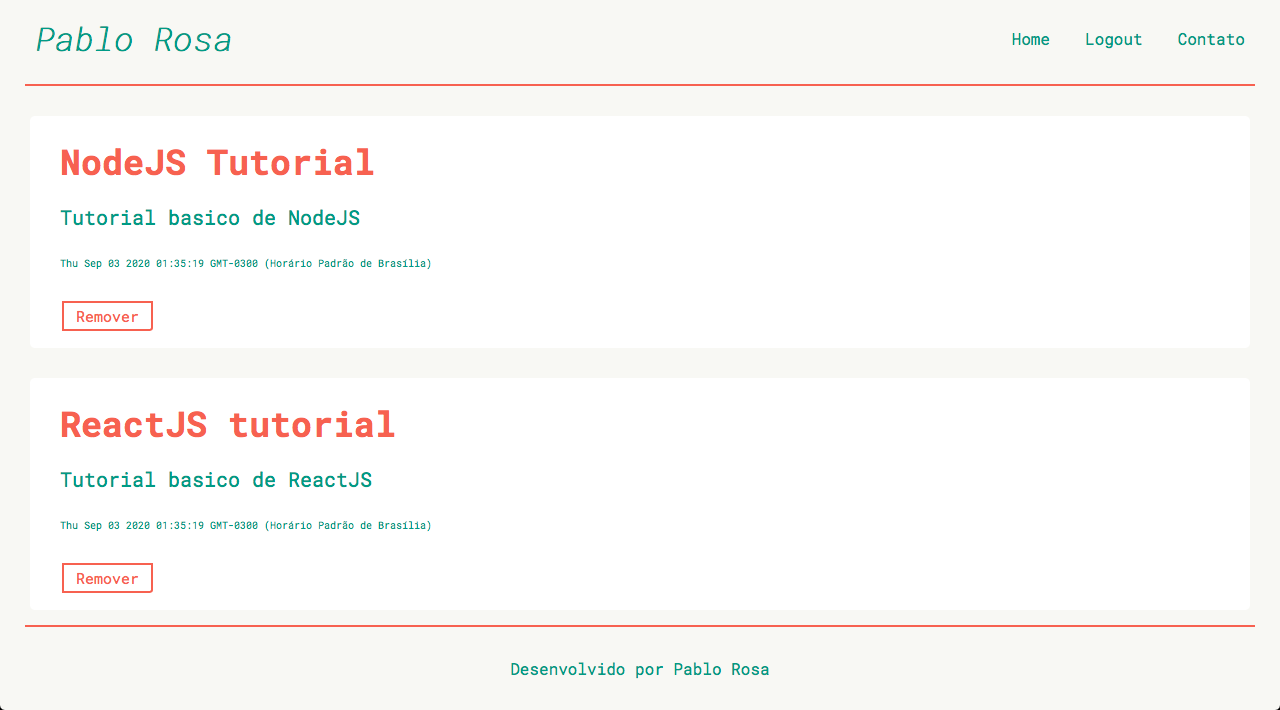 Pablo Rosa
Home Logout Contato
NodeJS Tutorial
Tutorial basico de NodeJS
Thu Sep 03 2020 01:35:19 GMT-0300 (Horário Padrão de Brasília)
Remover
ReactJS tutorial
Tutorial basico de ReactJS
Thu Sep 03 2020 01:35:19 GMT-0300 (Horário Padrão de Brasília)
Remover
Desenvolvido por Pablo Rosa